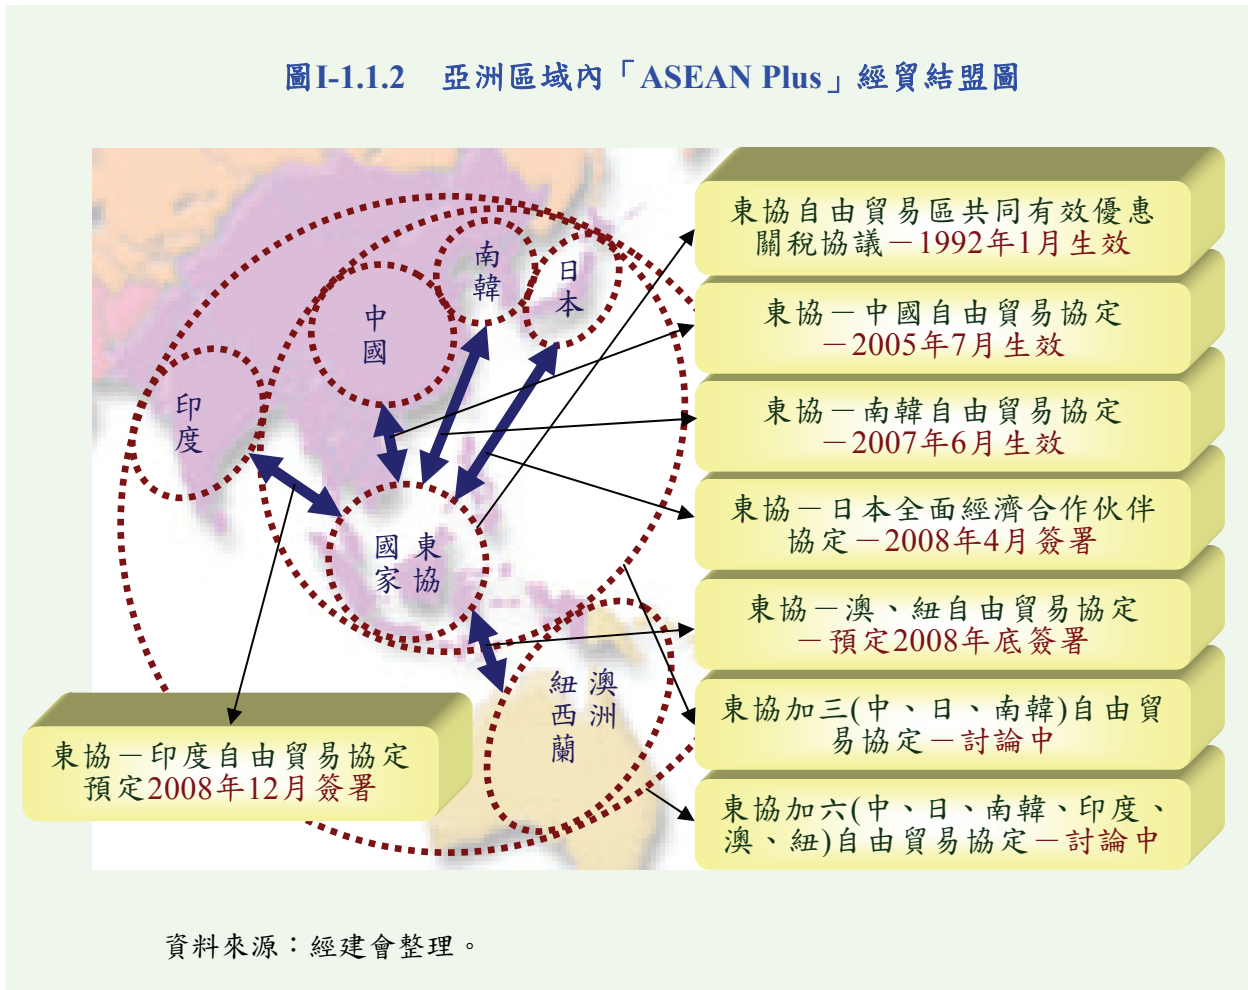 圖I-1.1.2　亞洲區域內「ASEAN Plus」經貿結盟圖
南韓
日本
中國
印度
東協
國家
澳洲
紐西蘭
東協自由貿易區共同有效優惠
關稅協議－1992年1月生效
東協－中國自由貿易協定
－2005年7月生效
東協－南韓自由貿易協定
－2007年6月生效
東協－日本全面經濟合作伙伴
協定－2008年4月簽署
東協－澳、紐自由貿易協定
－預定2008年底簽署
東協加三(中、日、南韓)自由貿
易協定－討論中
東協加六(中、日、南韓、印度、
澳、紐)自由貿易協定－討論中
東協－印度自由貿易協定
預定2008年12月簽署
資料來源：經建會整理。